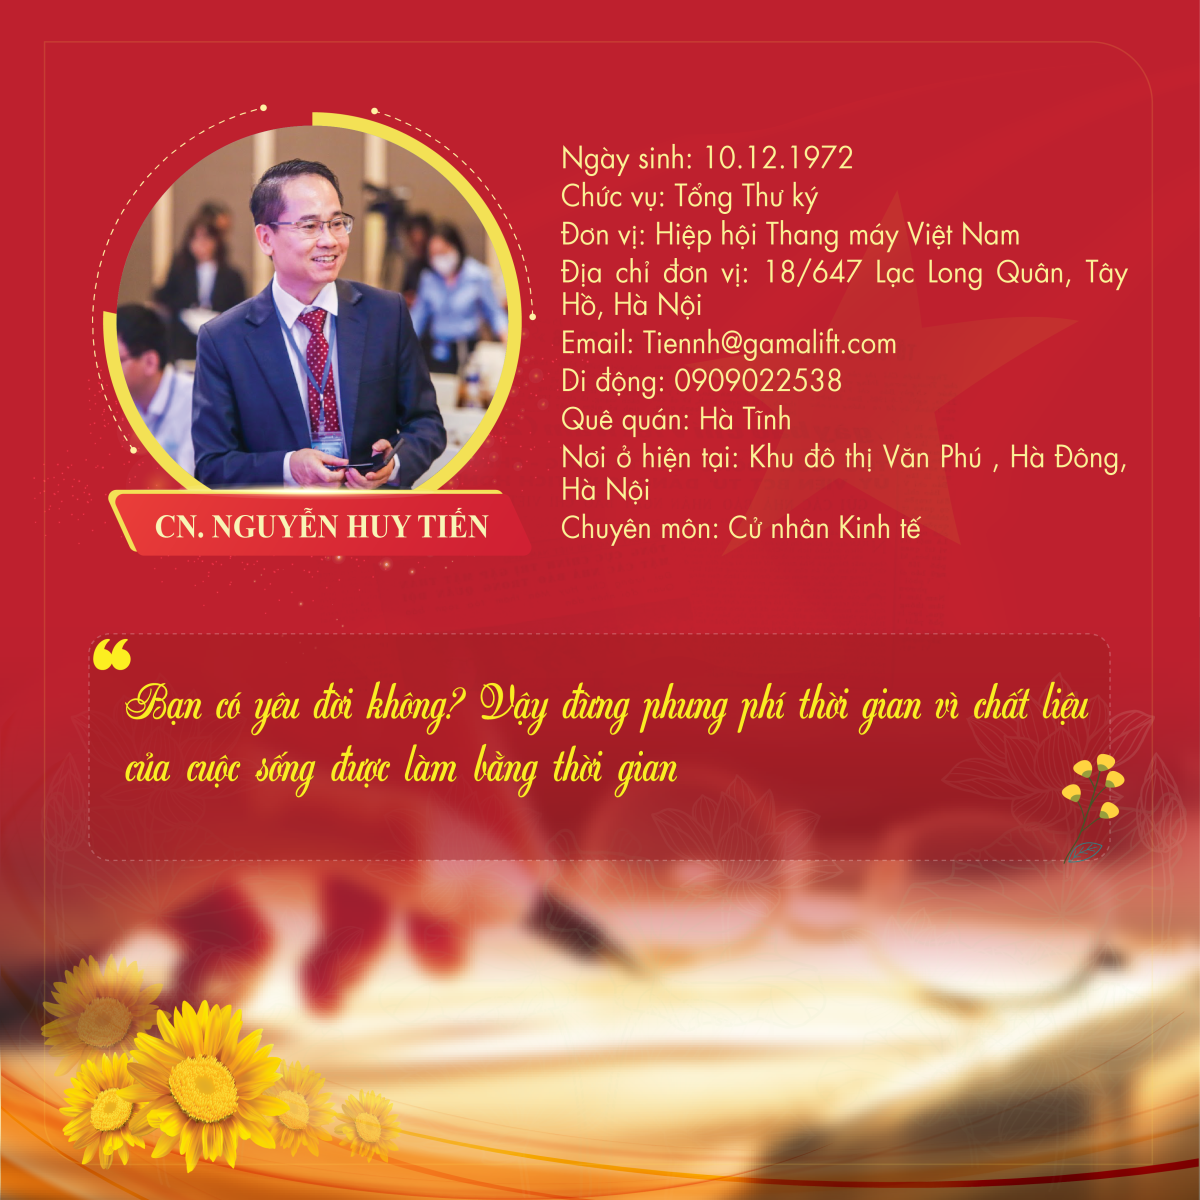 Ngày sinh: 10.12.1972
Chức vụ: Tổng Thư ký
Đơn vị: Hiệp hội Thang máy Việt Nam
Địa chỉ đơn vị: 18/647 Lạc Long Quân, Tây
Hồ, Hà Nội
Email: Tiennh@gamalift.com
Di động: 0909022538
Quê quán: Hà Tĩnh
Nơi ở hiện tại: Khu đô thị Văn Phú , Hà Đông,
Hà Nội
Chuyên môn: Cử nhân Kinh tế
CN. NGUYỄN HUY TIẾN
“
Bạn có yêu đời không? Vậy đừng phung phí thời gian vì chất liệu
của cuộc sống được làm bằng thời gian